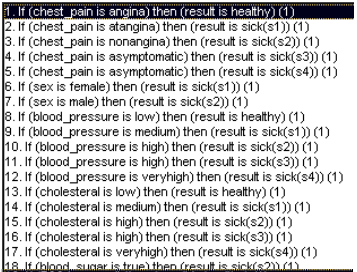 1. If (chest_pain is angina) then (result is healthy) (1)
2. If (chest_pain is atangina) then (result is sick(s1)) (1)
3. If (chest_pain is nonangina) then (result is sick(s2)) (1)
4. If (chest_pain is asymptomatic) then (result is sick(s3)) (1)
5. If (chest_pain is asymptomatic) then (result is sick(s4)) (1)
6. If (sex is female) then (result is sick(s1)) (1)
7. If (sex is male) then (result is sick(s2)) (1)
8. If (blood_pressure is low) then (result is healthy) (1)
9. If (blood_pressure is medium) then (result is sick(s1)) (1)
10. If (blood_pressure is high) then (result is sick(s2)) (1)
11. If (blood_pressure is high) then (result is sick(s3)) (1)
12. If (blood_pressure is veryhigh) then (result is sick(s4)) (1)
13. If (cholesteral is low) then (result is healthy) (1)
14. If (cholesteral is medium) then (result is sick(s1)) (1)
15. If (cholesteral is high) then (result is sick(s2)) (1)
16. If (cholesteral is high) then (result is sick(s3)) (1)
17. If (cholesteral is veryhigh) then (result is sick(s4)) (1)
18. If (blood_sugar is true) then (result is sick(s2)) (1)